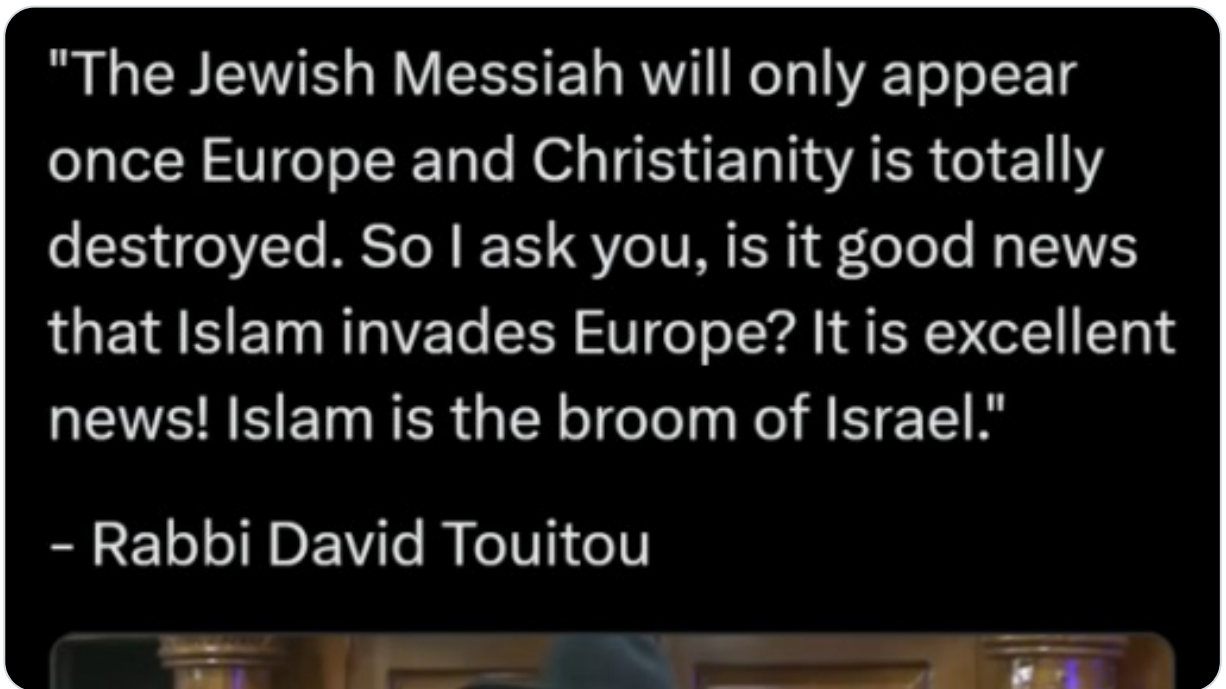 "The Jewish Messiah will only appear
once Europe and Christianity is totally
destroyed. So I ask you, is it good news
that Islam invades Europe? It is excellent
news! Islam is the broom of Israel."
– Rabbi David Touitou